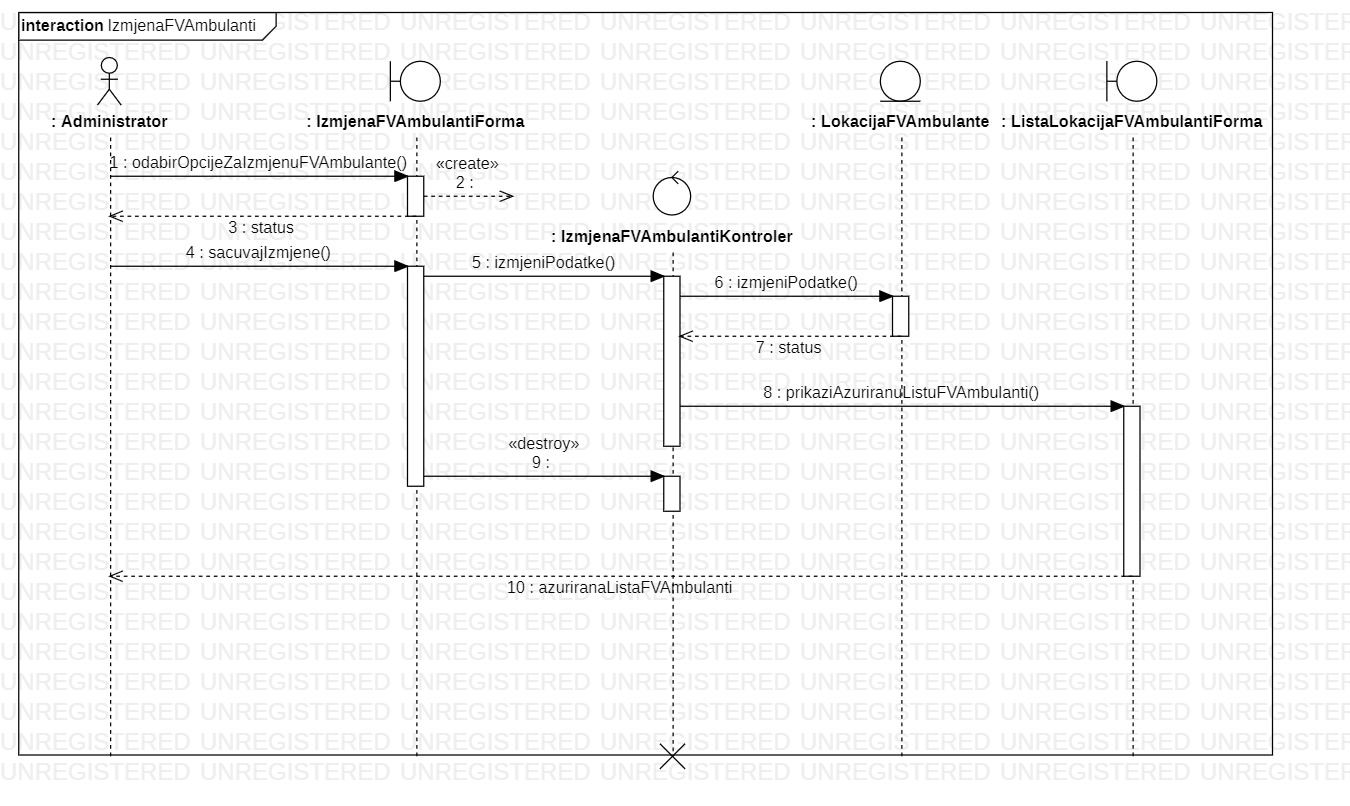 interaction IzmjenaFVAmbulanti
: Administrator
: IzmjenaFVAmbulantiForma
: LokacijaFVAmbulante
: ListaLokacijaFVAmbulantiForma
1 : odabirOpcijeZaIzmjenuFVAmbulante()
«create»
2 :
: IzmjenaFVAmbulantiKontroler
3 : status
4 : sacuvajIzmjene()
5 : izmjeniPodatke()
6 : izmjeniPodatke()
7 : status
8 : prikaziAzuriranuListuFVAmbulanti()
«destroy»
9 :
10 : azuriranaListaFVAmbulanti
UNREGISTERED